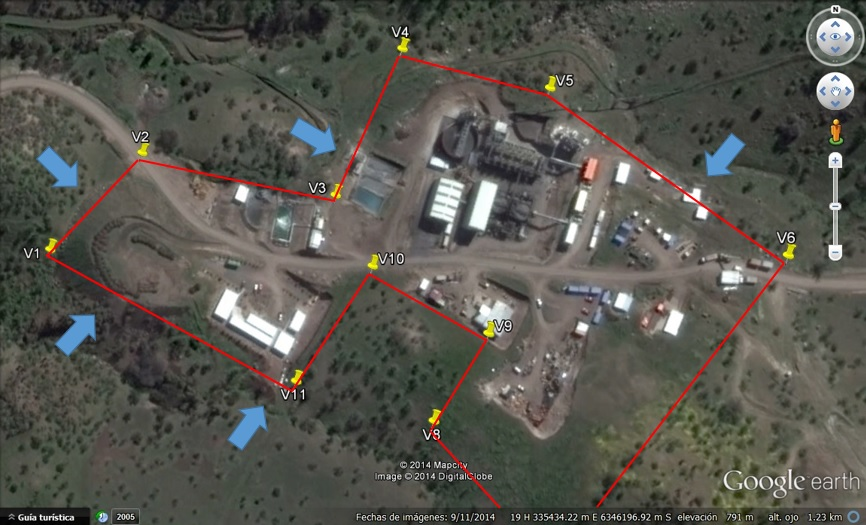 N
V4
V5
V2
V3
V6
V1
V10
V9
V11
V8
© 2014 Mapcity
Image © 2014 DigitalGlobe
Google earth
Guía turística
2005
Fechas de imágenes: 9/11/2014 19 H 335434.22 m E 6346196.92 m S elevación 791 m alt. ojo 1.23 km